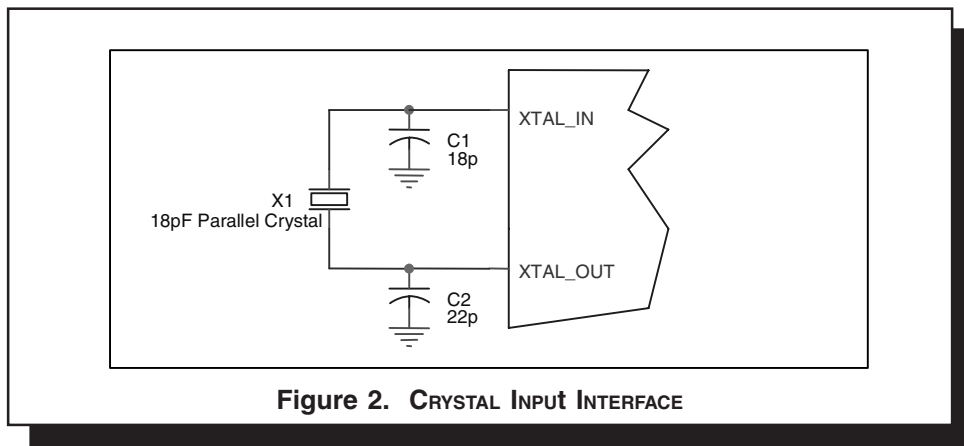 XTAL_IN
C1
18p
X1
18pF Parallel Crystal
XTAL_OUT
C2
22p
Figure 2. CRYSTAL INPUt INTERFACE